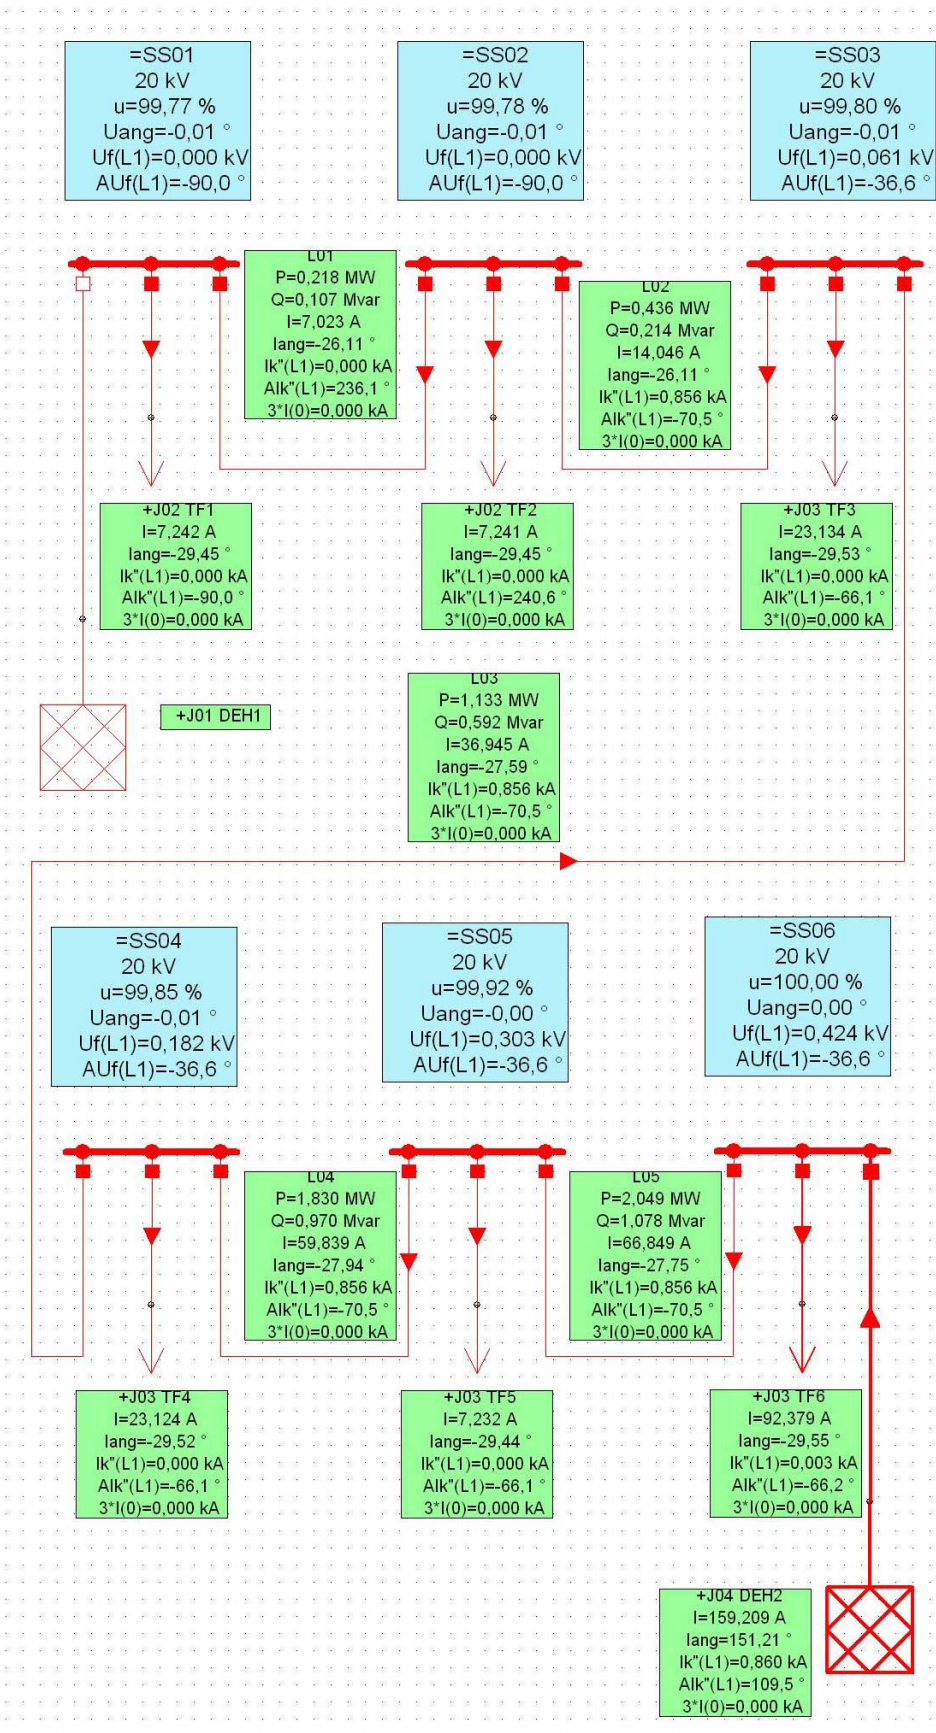 =SS01
20 kV
u=99,77 %
Uang=-0,01 °
Uf(L1)=0,000 kV
AUf(L1)=-90,0 °
=SS02
20 kV
u=99,78 %
Uang=-0,01 °
Uf(L1)=0,000 kV
AUf(L1)=-90,0 °
=SS03
20 kV
u=99,80 %
Uang=-0,01 °
Uf(L1)=0,061 kV
AUf(L1)=-36,6 °
L01
P=0,218 MW
Q=0,107 Mvar
I=7,023 A
Iang=-26,11 °
Ik"(L1)=0,000 kA
AIk"(L1)=236,1 °
3*I(0)=0,000 kA
L02
P=0,436 MW
Q=0,214 Mvar
I=14,046 A
Iang=-26,11 °
Ik"(L1)=0,856 kA
AIk"(L1)=-70,5 °
3*I(0)=0,000 kA
+J02 TF1
I=7,242 A
Iang=-29,45 °
Ik"(L1)=0,000 kA
AIk"(L1)=-90,0 °
3*I(0)=0,000 kA
+J02 TF2
I=7,241 A
Iang=-29,45 °
Ik"(L1)=0,000 kA
AIk"(L1)=240,6 °
3*I(0)=0,000 kA
+J03 TF3
I=23,134 A
Iang=-29,53 °
Ik"(L1)=0,000 kA
AIk"(L1)=-66,1 °
3*I(0)=0,000 kA
+J01 DEH1
L03
P=1,133 MW
Q=0,592 Mvar
I=36,945 A
Iang=-27,59 °
Ik"(L1)=0,856 kA
AIk"(L1)=-70,5 °
3*I(0)=0,000 kA
=SS04
20 kV
u=99,85 %
Uang=-0,01 °
Uf(L1)=0,182 kV
AUf(L1)=-36,6 °
=SS05
20 kV
u=99,92 %
Uang=-0,00 °
Uf(L1)=0,303 kV
AUf(L1)=-36,6 °
=SS06
20 kV
u=100,00 %
Uang=0,00 °
Uf(L1)=0,424 kV
AUf(L1)=-36,6 °
L04
P=1,830 MW
Q=0,970 Mvar
I=59,839 A
Iang=-27,94 °
Ik"(L1)=0,856 kA
AIk"(L1)=-70,5 °
3*I(0)=0,000 kA
L05
P=2,049 MW
Q=1,078 Mvar
I=66,849 A
Iang=-27,75 °
Ik"(L1)=0,856 kA
AIk"(L1)=-70,5 °
3*I(0)=0,000 kA
+J03 TF4
I=23,124 A
Iang=-29,52 °
Ik"(L1)=0,000 kA
AIk"(L1)=-66,1 °
3*I(0)=0,000 kA
+J03 TF5
I=7,232 A
Iang=-29,44 °
Ik"(L1)=0,000 kA
AIk"(L1)=-66,1 °
3*I(0)=0,000 kA
+J03 TF6
I=92,379 A
Iang=-29,55 °
Ik"(L1)=0,003 kA
AIk"(L1)=-66,2 °
3*I(0)=0,000 kA
+J04 DEH2
I=159,209 A
Iang=151,21 °
Ik"(L1)=0,860 kA
AIk"(L1)=109,5 °
3*I(0)=0,000 kA